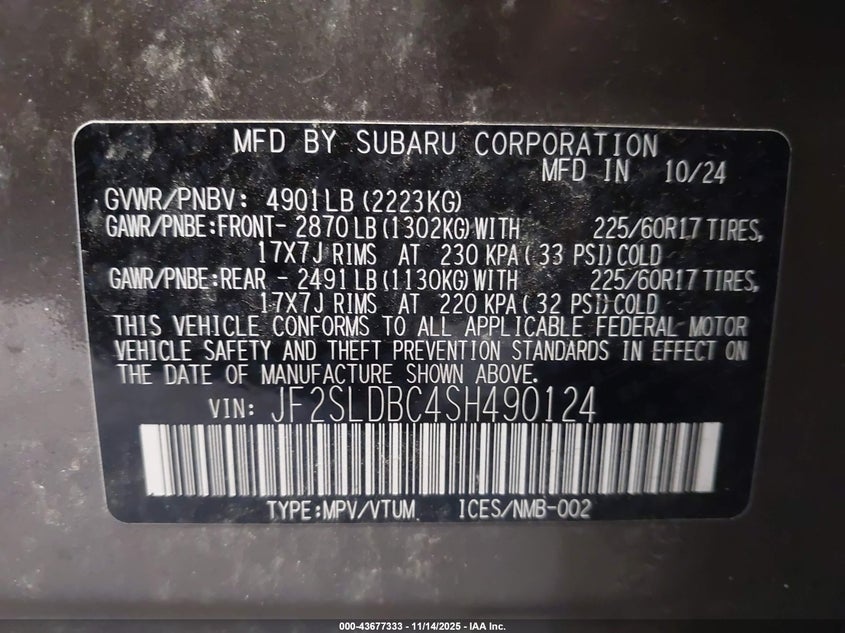 MFD BY SUBARU CORPORATION
MFD IN 10/24
GVWR/PNBV: 4901LB (2223KG)
GAWR/PNBE:FRONT- 2870LB (1302KG)WITH 225/60R17 TIRES,
17X7J RIMS AT 230 KPA( 33 PSI)COLD
GAWR/PNBE:REAR - 2491LB (1130KG)WITH 225/60R17 TIRES,
17X7J RIMS AT 220 KPA( 32 PSI)COLD
THIS VEHICLE CONFORMS TO ALL APPLICABLE FEDERAL MOTOR
VEHICLE SAFETY AND THEFT PREVENTION STANDARDS IN EFFECT ON
THE DATE OF MANUFACTURE SHOWN ABOVE.
VIN: JF2SLDBC4SH490124
TYPE:MPV/VTUM ICES/NMB-002
000-43677333 - 11/14/2025 - IAA Inc.